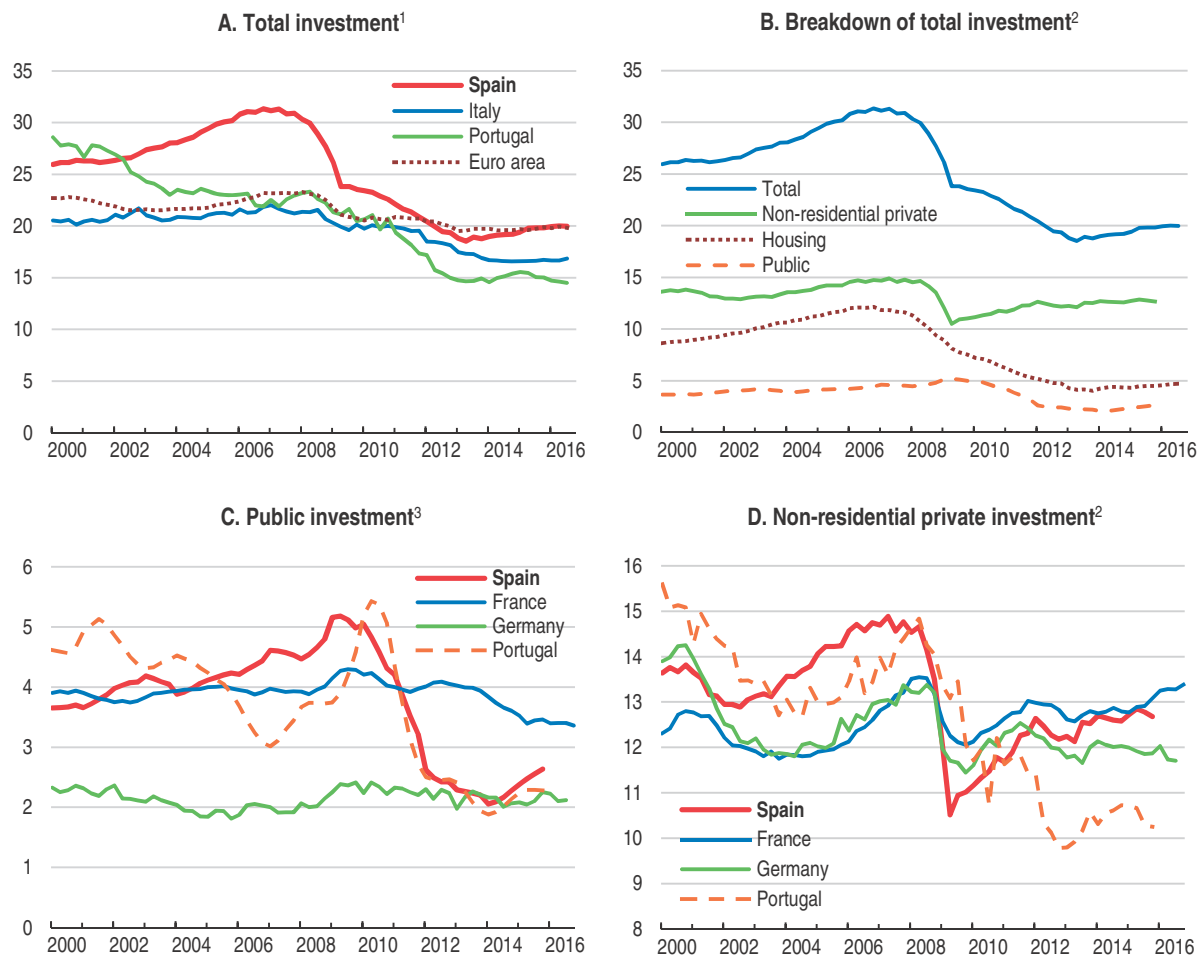 A. Total investment1
35
30
25
20
15
10
5
0
Spain
Italy
Portugal
Euro area
2000 2002 2004 2006 2008 2010 2012 2014 2016
B. Breakdown of total investment2
35
30
25
20
15
10
5
0
Total
Non-residential private
Housing
Public
2000 2002 2004 2006 2008 2010 2012 2014 2016
C. Public investment3
6
5
4
3
2
1
0
Spain
France
Germany
Portugal
2000 2002 2004 2006 2008 2010 2012 2014 2016
D. Non-residential private investment2
16
15
14
13
12
11
10
9
8
Spain
France
Germany
Portugal
2000 2002 2004 2006 2008 2010 2012 2014 2016